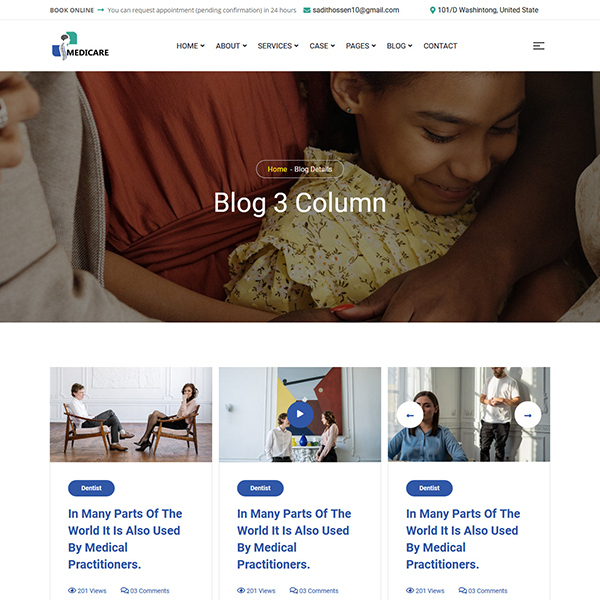 BOOK ONLINE You can request appointment (pending confirmation) in 24 hours sadithossen10@gmail.com 101/D Washintong, United State
MEDICARE HOME ABOUT SERVICES CASE PAGES BLOG CONTACT
Home - Blog Details
Blog 3 Column
Dentist
In Many Parts Of The
World It Is Also Used
By Medical
Practitioners.
201 Views 03 Comments
Dentist
In Many Parts Of The
World It Is Also Used
By Medical
Practitioners.
201 Views 03 Comments
Dentist
In Many Parts Of The
World It Is Also Used
By Medical
Practitioners.
201 Views 03 Comments